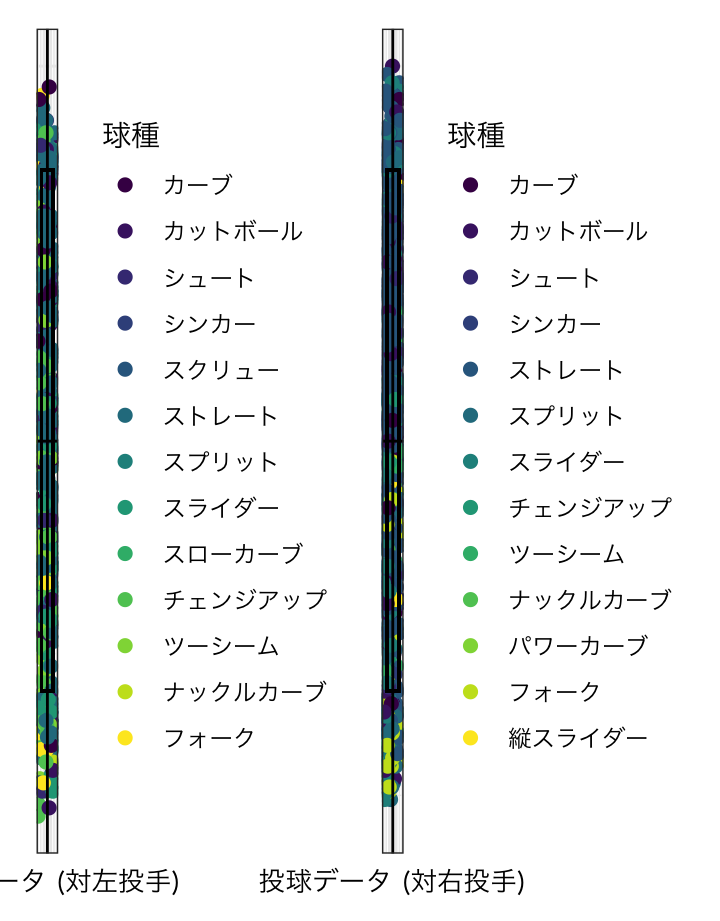 球種
カーブ
カットボール
シュート
シンカー
スクリュー
ストレート
スプリット
スライダー
スローカーブ
チェンジアップ
ツーシーム
ナックルカーブ
フォーク
ータ (対左投手)
球種
カーブ
カットボール
シュート
シンカー
ストレート
スプリット
スライダー
チェンジアップ
ツーシーム
ナックルカーブ
パワーカーブ
フォーク
縦スライダー
投球データ (対右投手)